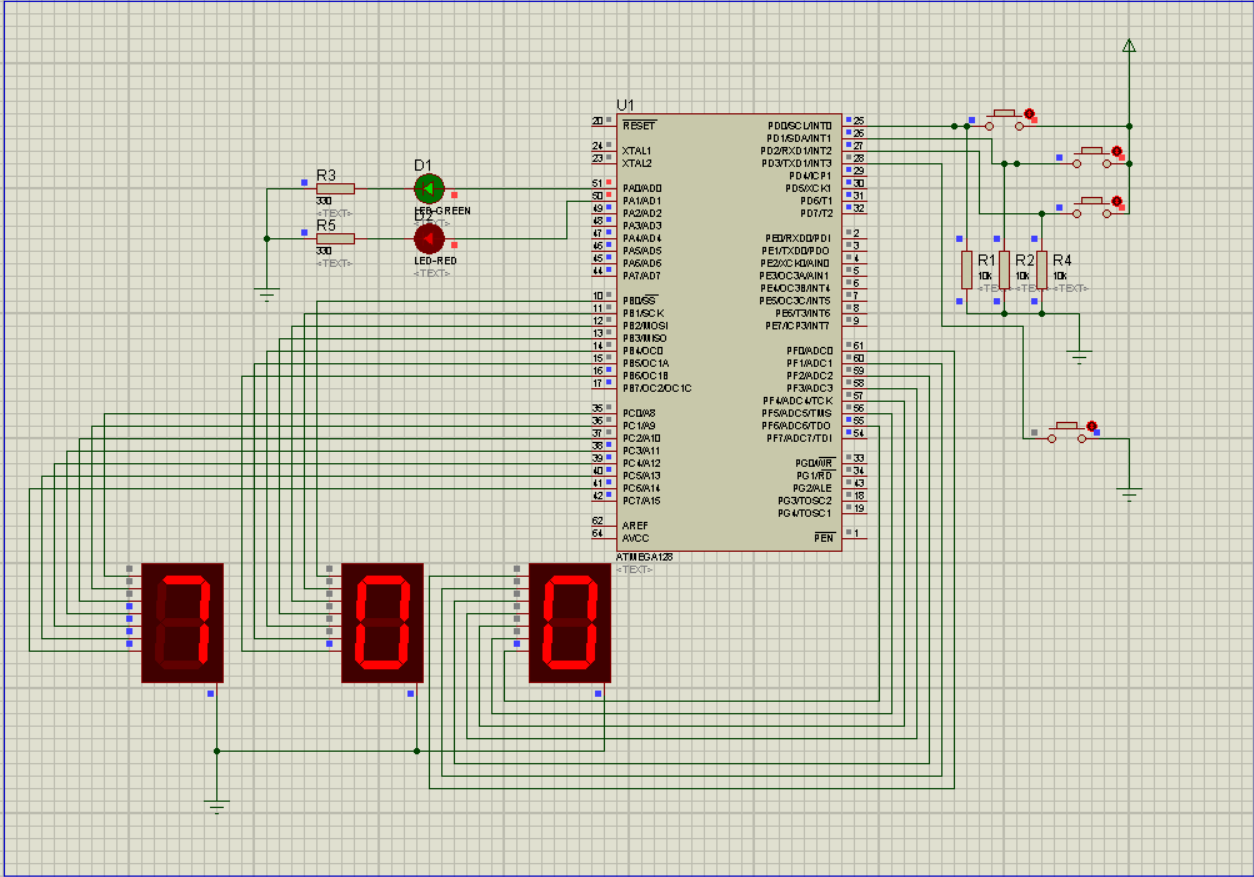 U1
20
RESET
24
XTAL1
23
XTAL2
51
PA0/AD0
50
PA1/AD1
49
PA2/AD2
48
PA3/AD3
47
PA4/AD4
46
PA5/AD5
45
PA6/AD6
44
PA7/AD7
10
PB0/SS
11
PB1/SCK
12
PB2/MOSI
13
PB3/MISO
14
PB4/OC0
15
PB5/OC1A
16
PB6/OC1B
17
PB7/OC2/OC1C
35
PC0/A8
36
PC1/A9
37
PC2/A10
38
PC3/A11
39
PC4/A12
40
PC5/A13
41
PC6/A14
42
PC7/A15
62
AREF
64
AVCC
PD0/SCL/INT0
25
PD1/SDA/INT1
26
PD2/RXD1/INT2
27
PD3/TXD1/INT3
28
PD4/ICP1
29
PD5/XCK1
30
PD6/T1
31
PD7/T2
32
PE0/RXD0/PDI
2
PE1/TXD0/PDO
3
PE2/XCK0/AIN0
4
PE3/OC3A/AIN1
5
PE4/OC3B/INT4
6
PE5/OC3C/INT5
7
PE6/T3/INT6
8
PE7/ICP3/INT7
9
PF0/ADC0
61
PF1/ADC1
60
PF2/ADC2
59
PF3/ADC3
58
PF4/ADC4/TCK
57
PF5/ADC5/TMS
56
PF6/ADC6/TDO
55
PF7/ADC7/TDI
54
PG0/WR
33
PG1/RD
34
PG2/ALE
43
PG3/TOSC2
18
PG4/TOSC1
19
PEN
1
ATMEGA128
<TEXT>
D1
LED-GREEN
<TEXT>
D2
LED-RED
<TEXT>
R3
330
<TEXT>
R5
330
<TEXT>
R1
10k
R2
10k
R4
10k
<TEXT>
7
0
0